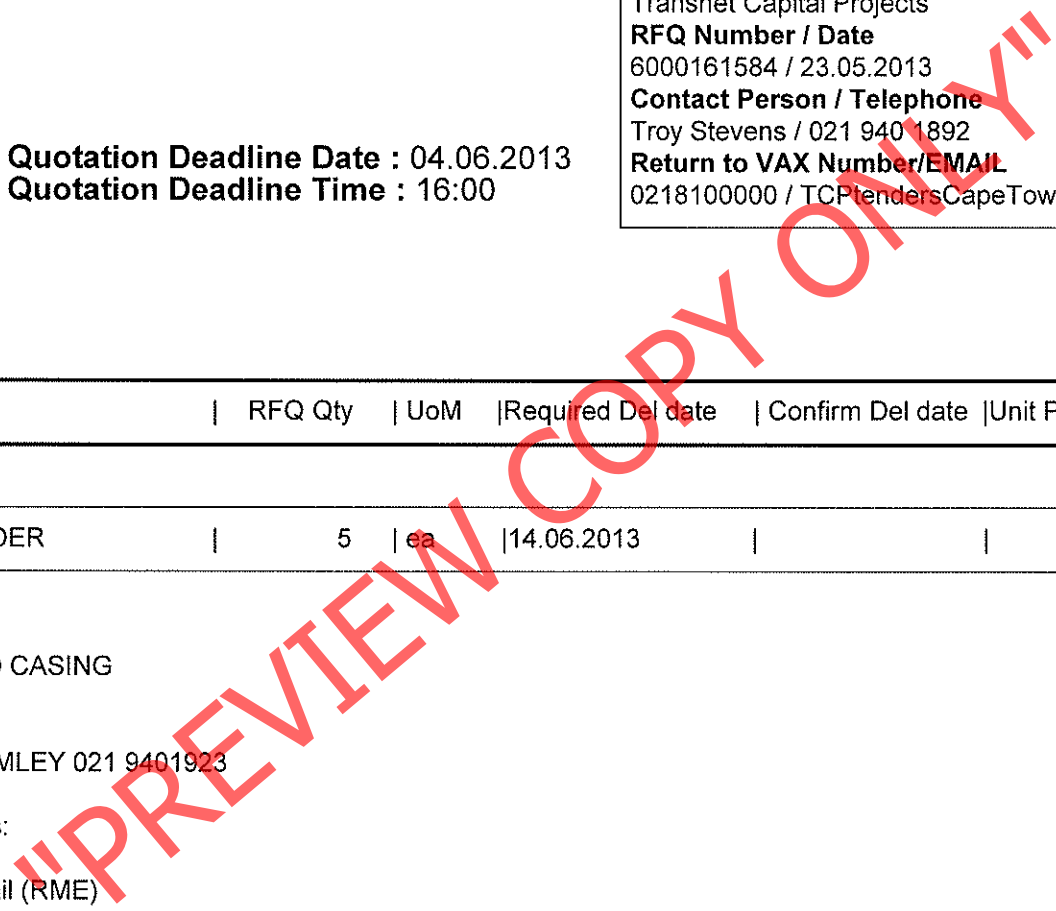 Transnet Capital Projects
RFQ Number / Date
6000161584 / 23.05.2013
Contact Person / Telephone
Troy Stevens / 021 940 1892
Return to VAX Number/EMAIL
0218100000 / TCPtendersCapeTow
Quotation Deadline Date : 04.06.2013
Quotation Deadline Time : 16:00
| RFQ Qty | UoM |Required Del date | Confirm Del date |Unit P
DER | 5 | ea |14.06.2013 | |
CASING
MLEY 021 9401923
s:
il (RME)
"PREVIEW COPY ONLY"